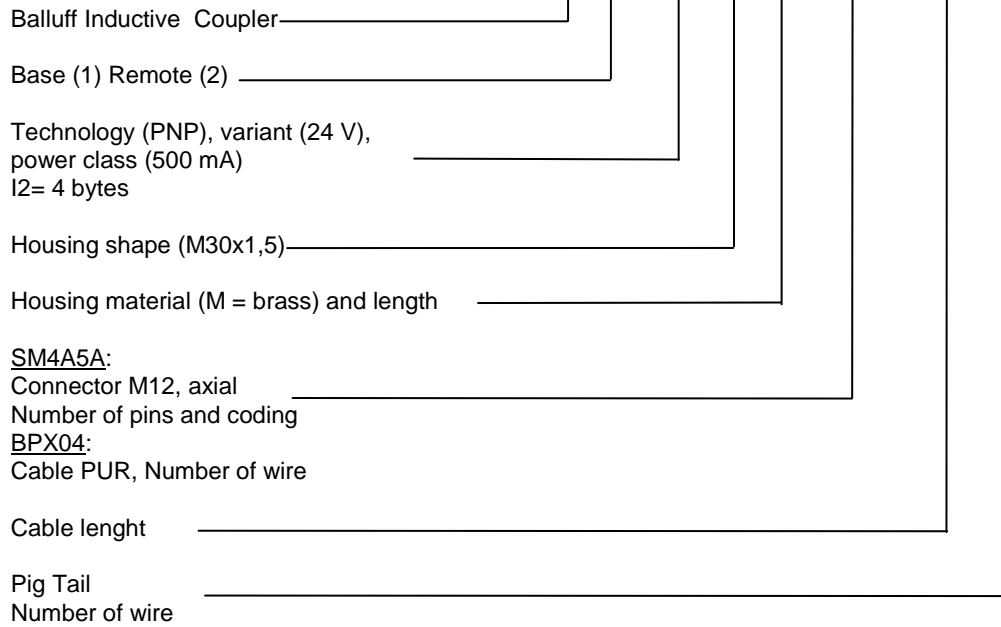 Balluff Inductive Coupler
Base (1) Remote (2)
Technology (PNP), variant (24 V),
power class (500 mA)
I2= 4 bytes
Housing shape (M30x1,5)
Housing material (M = brass) and length
SM4A5A:
Connector M12, axial
Number of pins and coding
BPX04:
Cable PUR, Number of wire
Cable lenght
Pig Tail
Number of wire